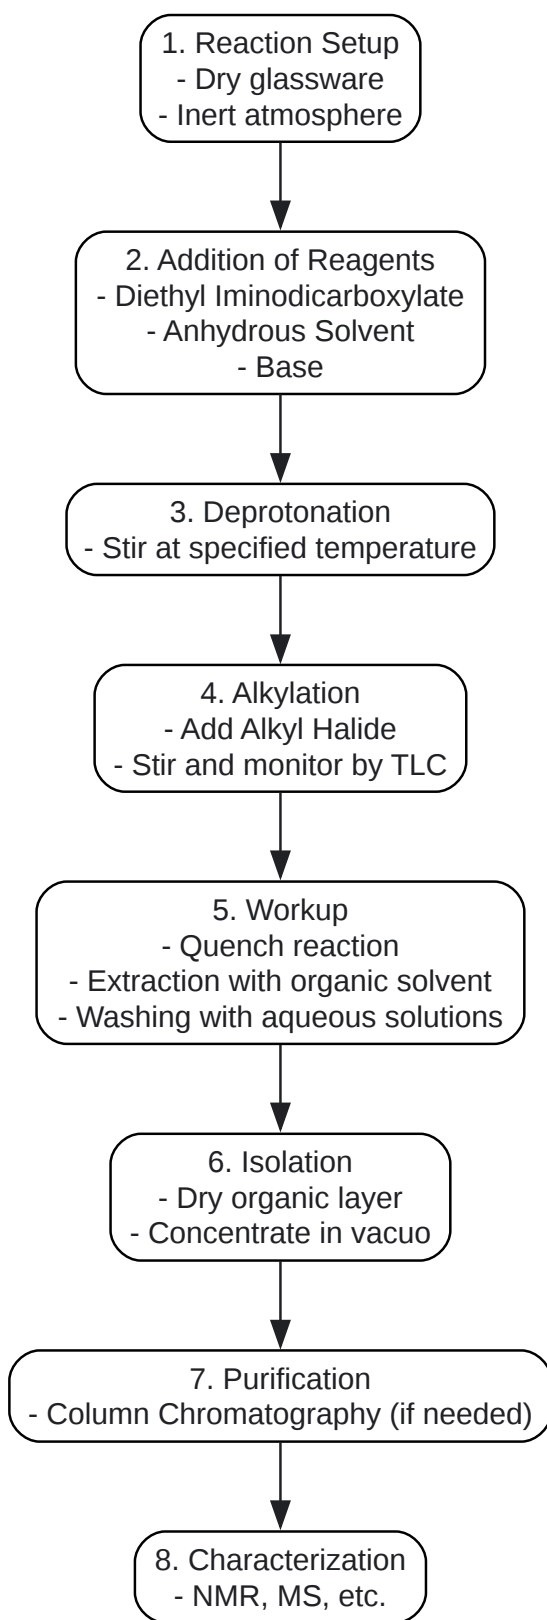 1. Reaction Setup
- Dry glassware
- Inert atmosphere
2. Addition of Reagents
- Diethyl Iminodicarboxylate
- Anhydrous Solvent
- Base
3. Deprotonation
- Stir at specified temperature
4. Alkylation
- Add Alkyl Halide
- Stir and monitor by TLC
5. Workup
- Quench reaction
- Extraction with organic solvent
- Washing with aqueous solutions
6. Isolation
- Dry organic layer
- Concentrate in vacuo
7. Purification
- Column Chromatography (if needed)
8. Characterization
- NMR, MS, etc.